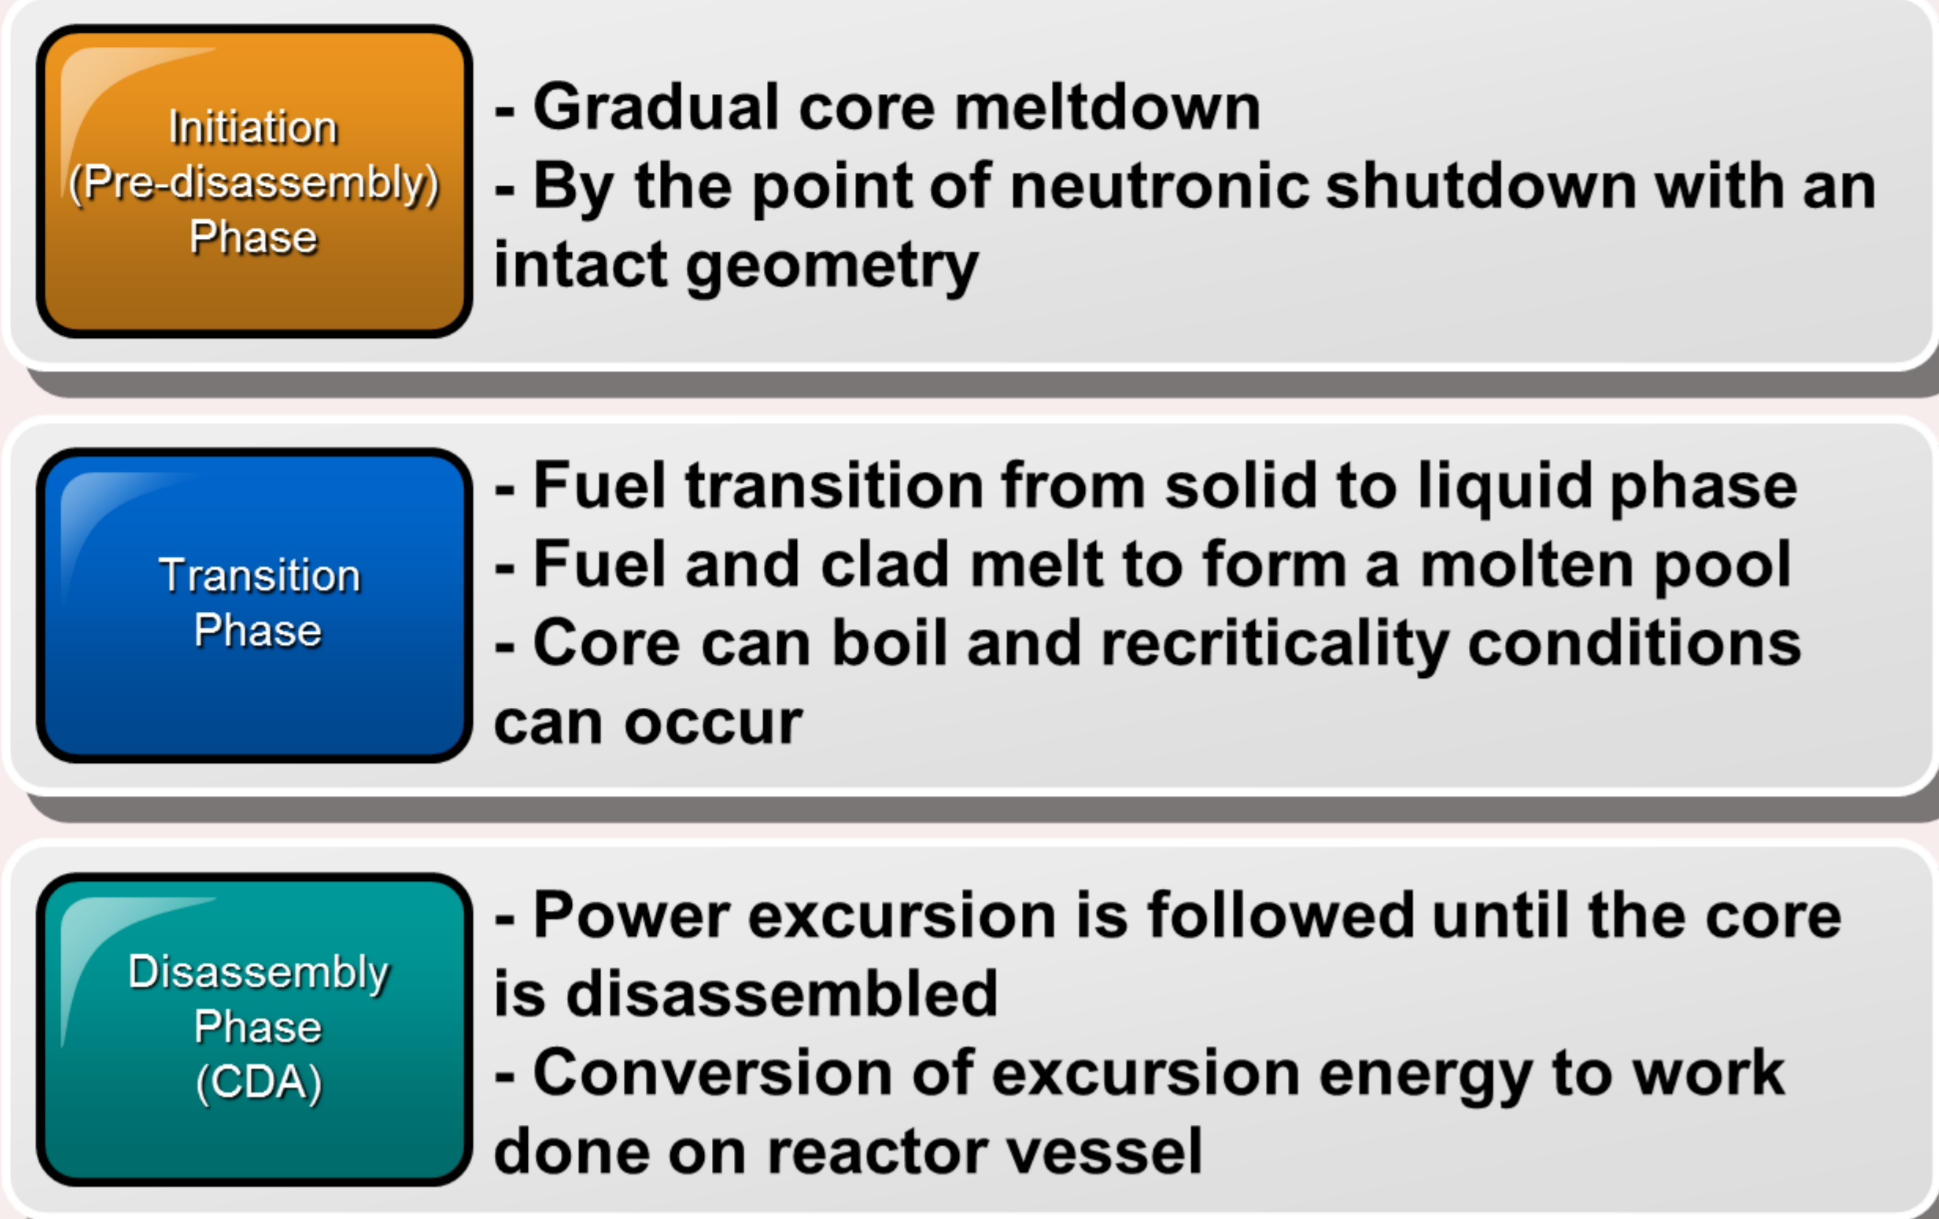 Initiation
(Pre-disassembly)
Phase
- Gradual core meltdown
- By the point of neutronic shutdown with an
intact geometry
Transition
Phase
- Fuel transition from solid to liquid phase
- Fuel and clad melt to form a molten pool
- Core can boil and recriticality conditions
can occur
Disassembly
Phase
(CDA)
- Power excursion is followed until the core
is disassembled
- Conversion of excursion energy to work
done on reactor vessel